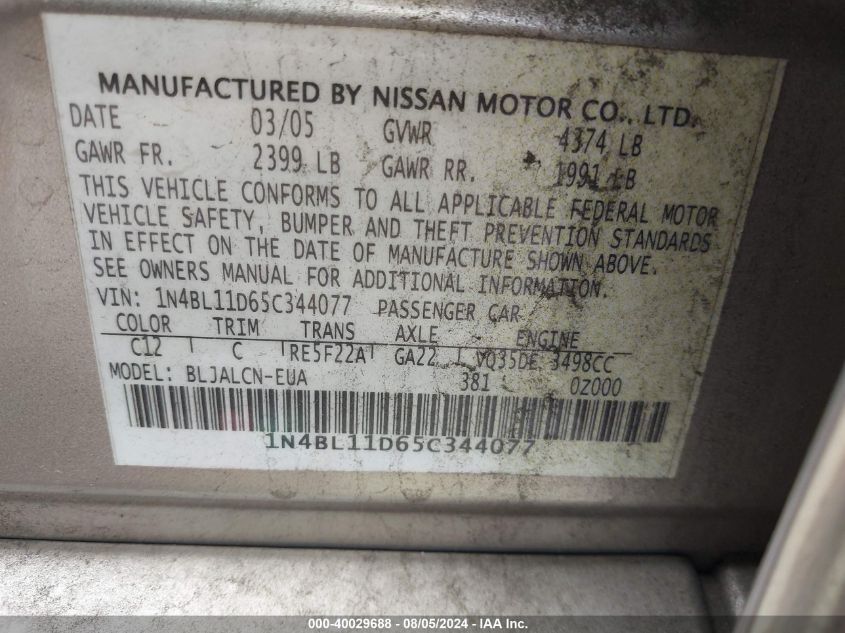 MANUFACTURED BY NISSAN MOTOR CO., LTD.
DATE 03/05 GVWR 4374 LB
GAWR FR. 2399 LB GAWR RR. 1991 LB
THIS VEHICLE CONFORMS TO ALL APPLICABLE FEDERAL MOTOR
VEHICLE SAFETY, BUMPER AND THEFT PREVENTION STANDARDS
IN EFFECT ON THE DATE OF MANUFACTURE SHOWN ABOVE.
SEE OWNERS MANUAL FOR ADDITIONAL INFORMATION.
VIN: 1N4BL11D65C344077 PASSENGER CAR
COLOR TRIM TRANS AXLE ENGINE
C12 C RE5F22A GA22 VQ35DE 3498CC
MODEL: BLJALCN-EUA 381 0Z000
1N4BL11D65C344077
000-40029688 - 08/05/2024 - IAA Inc.